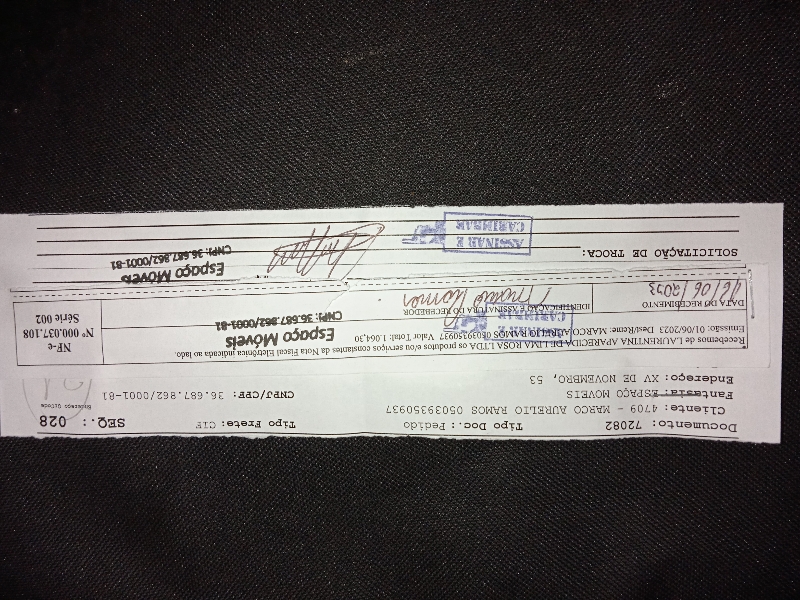 Documento: 72082 Tipo Doc.: Pedido Tipo Frete: CIF SEQ.: 028
Cliente: 4709 - MARCO AURELIO RAMOS 05039350937 Endereço QrCode
Fantasia: ESPAÇO MOVEIS CNPJ/CPF: 36.687.862/0001-81
Endereço: XV DE NOVEMBRO, 53,
Recebemos de LAURENTINA APARECIDA DE LIMA ROSA LTDA os produtos e/ou serviços constantes da Nota Fiscal Eletrônica indicada ao lado.
Emissão: 01/06/2023 Dest/Reme: MARCO AURELIO RAMOS 05039350937 Valor Total: 1.064,30
NF-e
Nº 000.037.108
Série 002
Espaço Móveis
CNPJ: 36.687.862/0001-81
ASSINAR E
CARIMBAR
DATA DO RECEBIMENTO IDENTIFICAÇÃO E ASSINATURA DO RECEBEDOR
16/06/2023
SOLICITAÇÃO DE TROCA:
Espaço Móveis
CNPJ: 36.687.862/0001-81
ASSINAR E
CARIMBAR